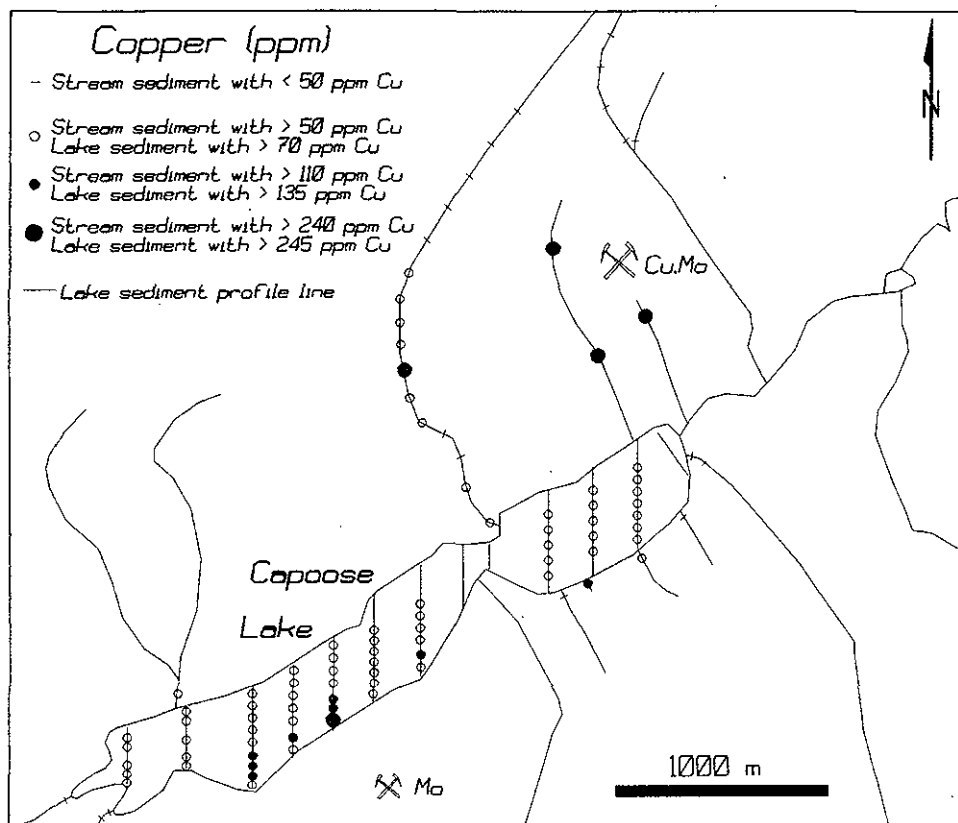 Copper (ppm)
Stream sediment with < 50 ppm Cu
Stream sediment with > 50 ppm Cu
Lake sediment with > 70 ppm Cu
Stream sediment with > 110 ppm Cu
Lake sediment with > 135 ppm Cu
Stream sediment with > 240 ppm Cu
Lake sediment with > 245 ppm Cu
Lake sediment profile line
N
Cu,Mo
Capoose
Lake
1000 m
Mo